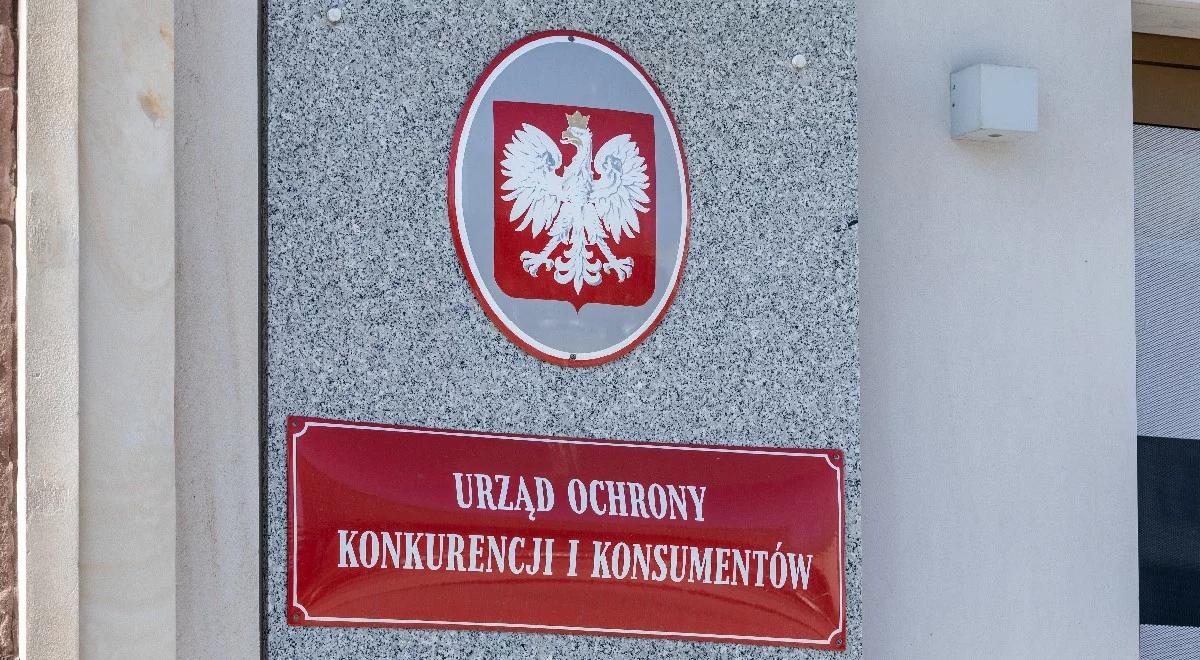 URZĄD OCHRONY
KONKURENCJI I KONSUMENTÓW